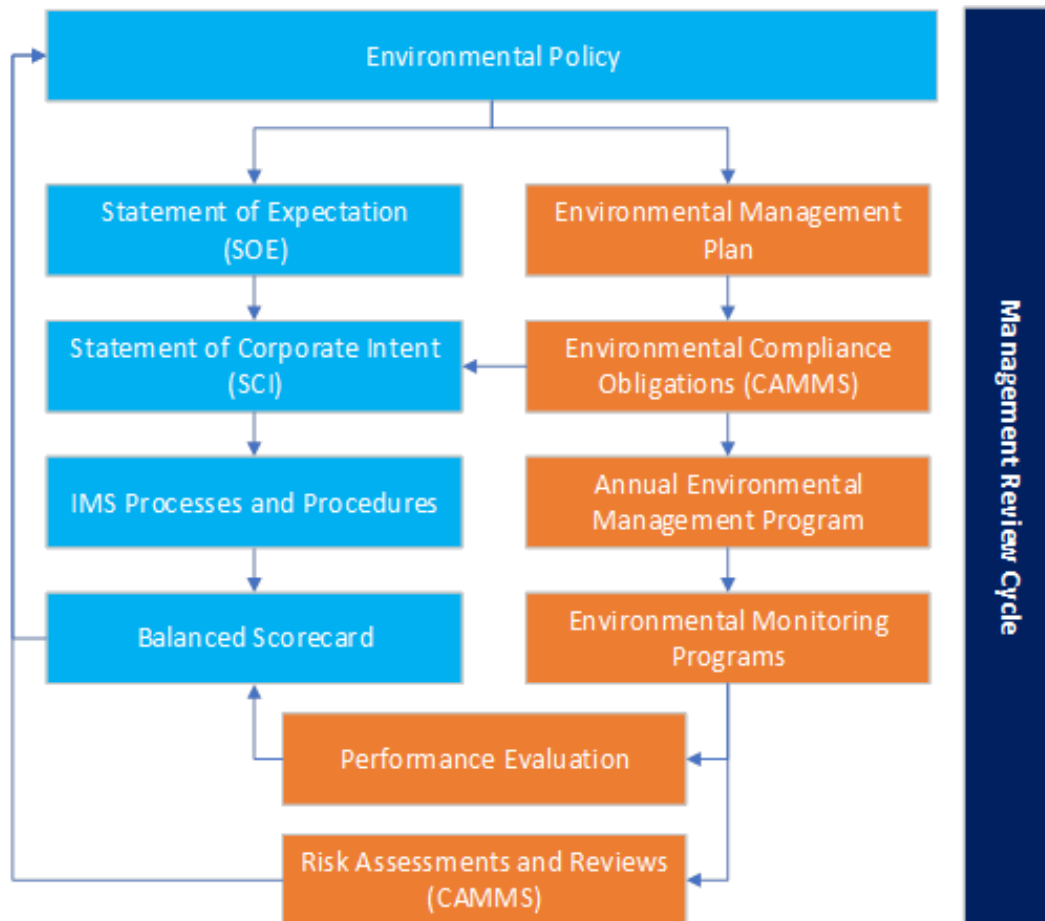 Environmental Policy
Statement of Expectation
(SOE)
Environmental Management
Plan
Statement of Corporate Intent
(SCI)
Environmental Compliance
Obligations (CAMMS)
IMS Processes and Procedures
Annual Environmental
Management Program
Balanced Scorecard
Environmental Monitoring
Programs
Performance Evaluation
Risk Assessments and Reviews
(CAMMS)
Management Review Cycle